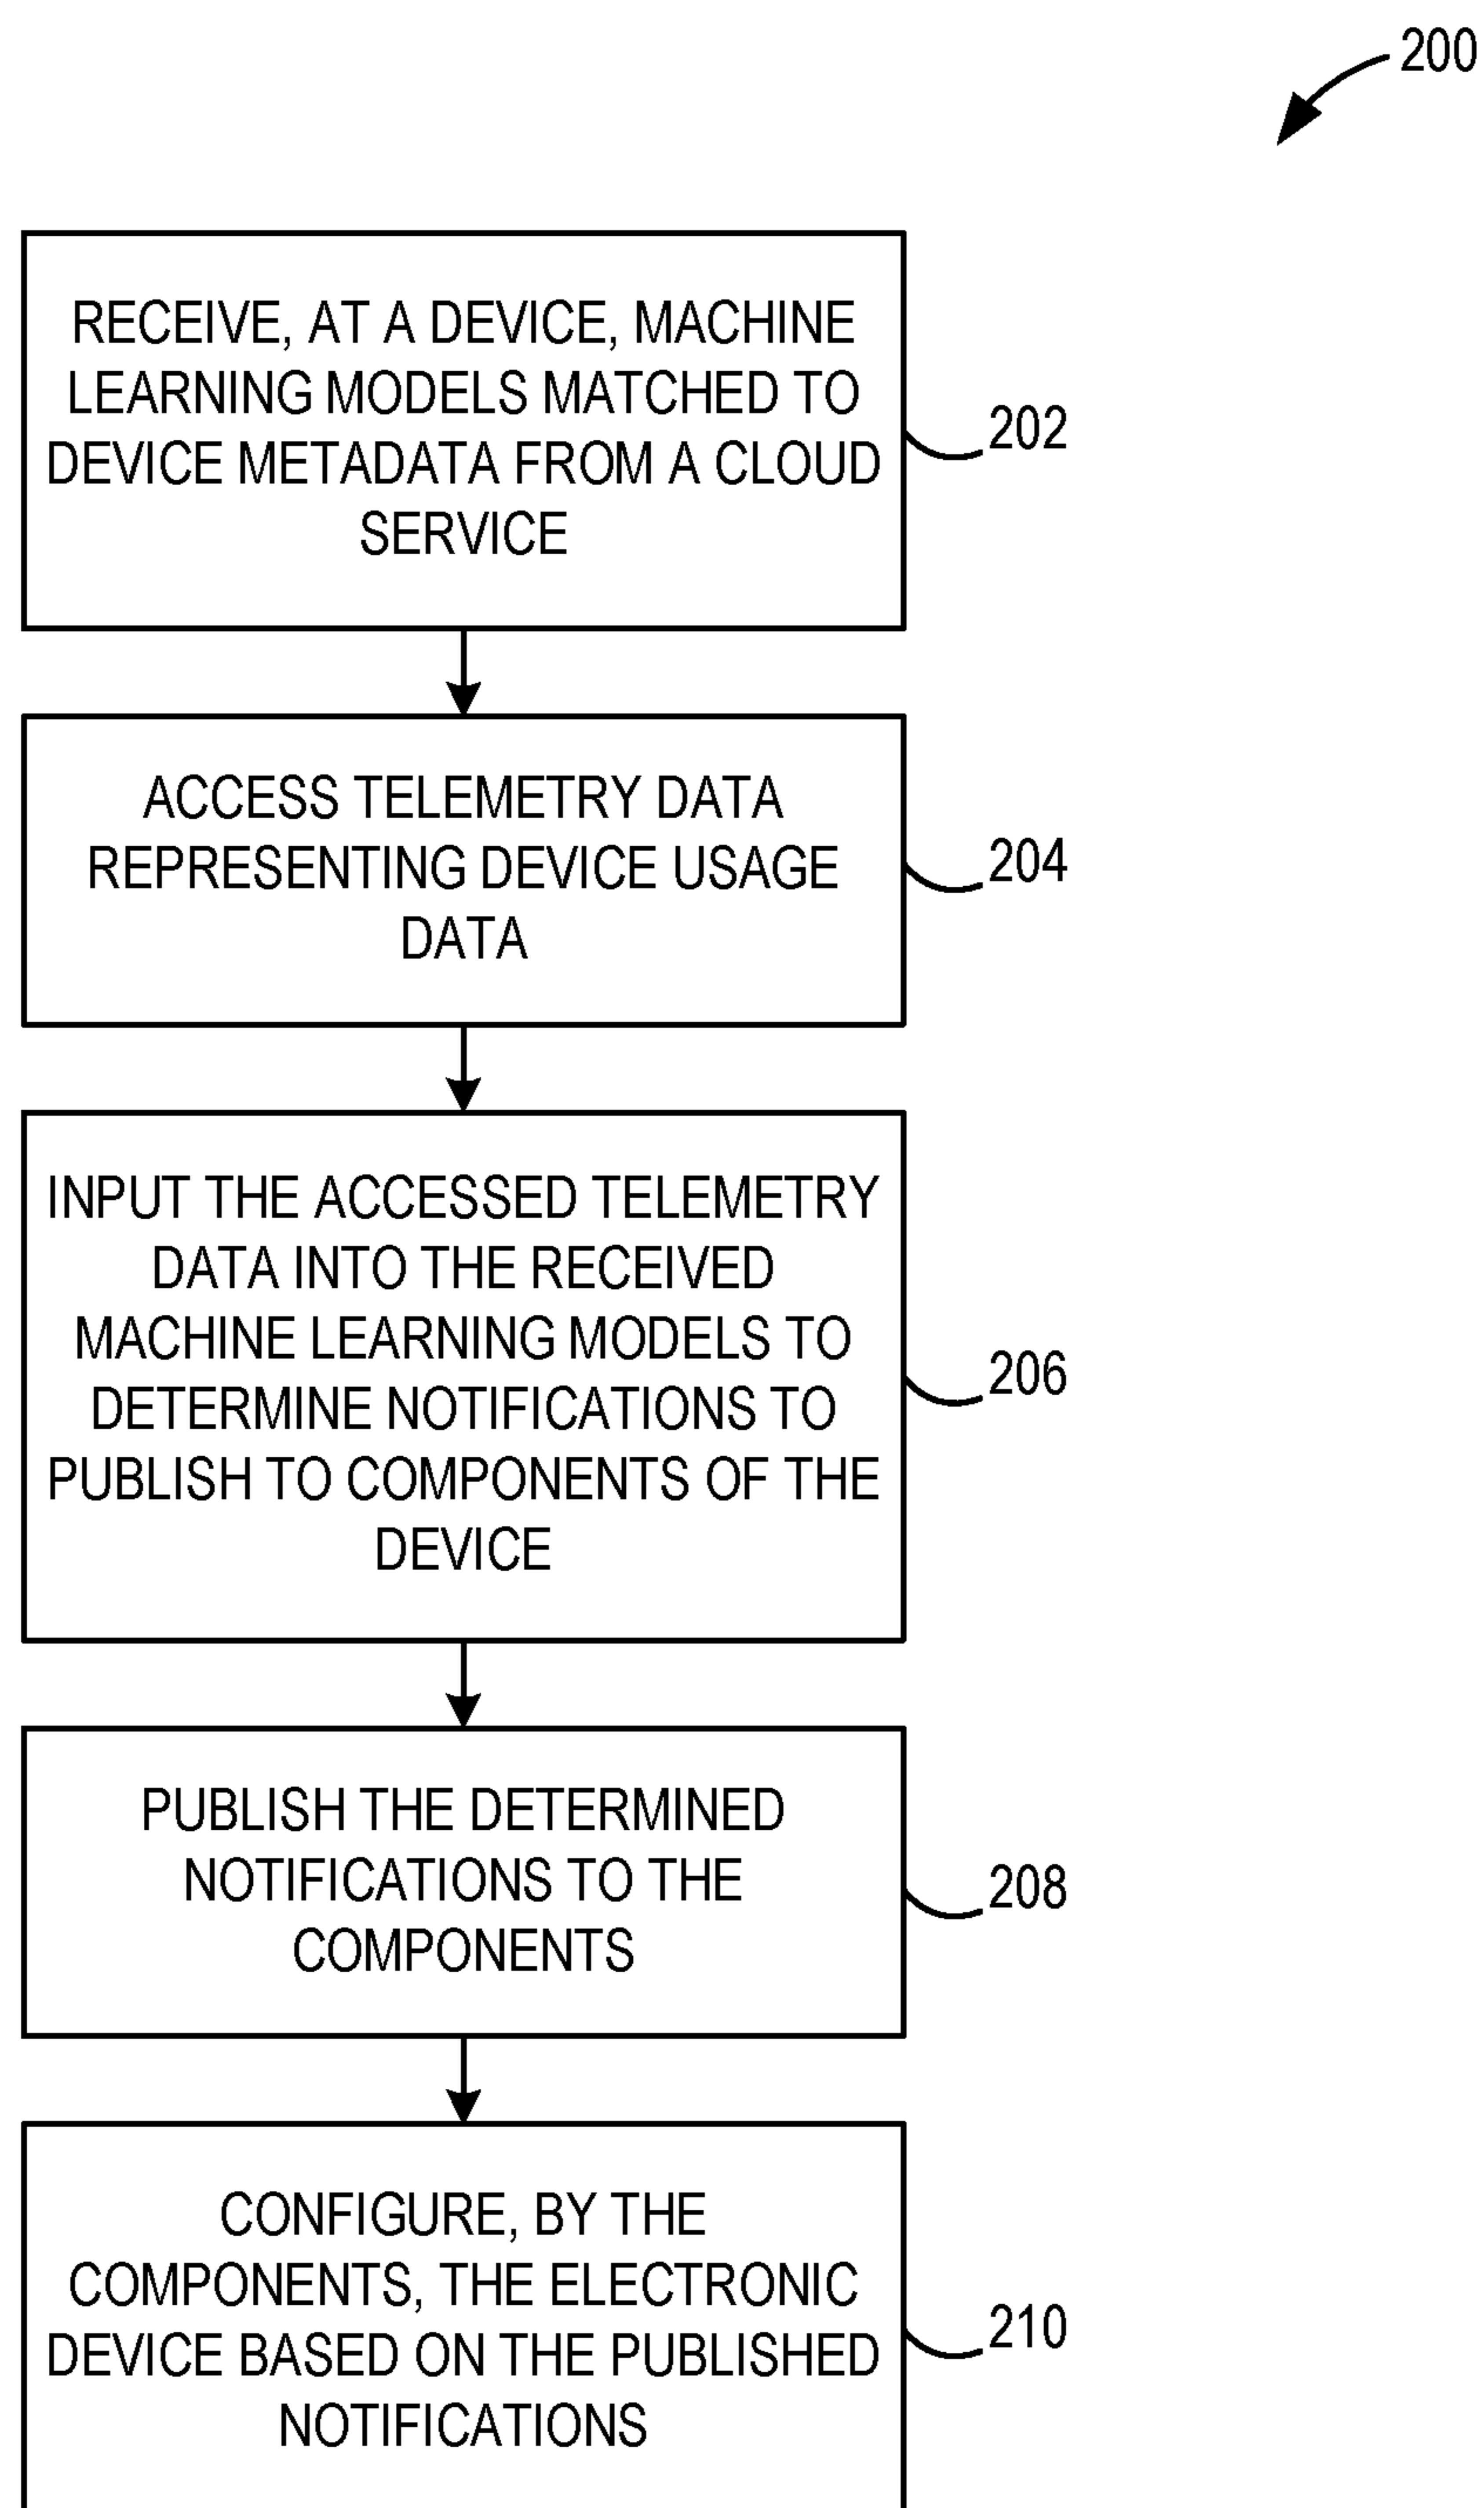 200
RECEIVE, AT A DEVICE, MACHINE
LEARNING MODELS MATCHED TO
DEVICE METADATA FROM A CLOUD
SERVICE
202
ACCESS TELEMETRY DATA
REPRESENTING DEVICE USAGE
DATA
204
INPUT THE ACCESSED TELEMETRY
DATA INTO THE RECEIVED
MACHINE LEARNING MODELS TO
DETERMINE NOTIFICATIONS TO
PUBLISH TO COMPONENTS OF THE
DEVICE
206
PUBLISH THE DETERMINED
NOTIFICATIONS TO THE
COMPONENTS
208
CONFIGURE, BY THE
COMPONENTS, THE ELECTRONIC
DEVICE BASED ON THE PUBLISHED
NOTIFICATIONS
210